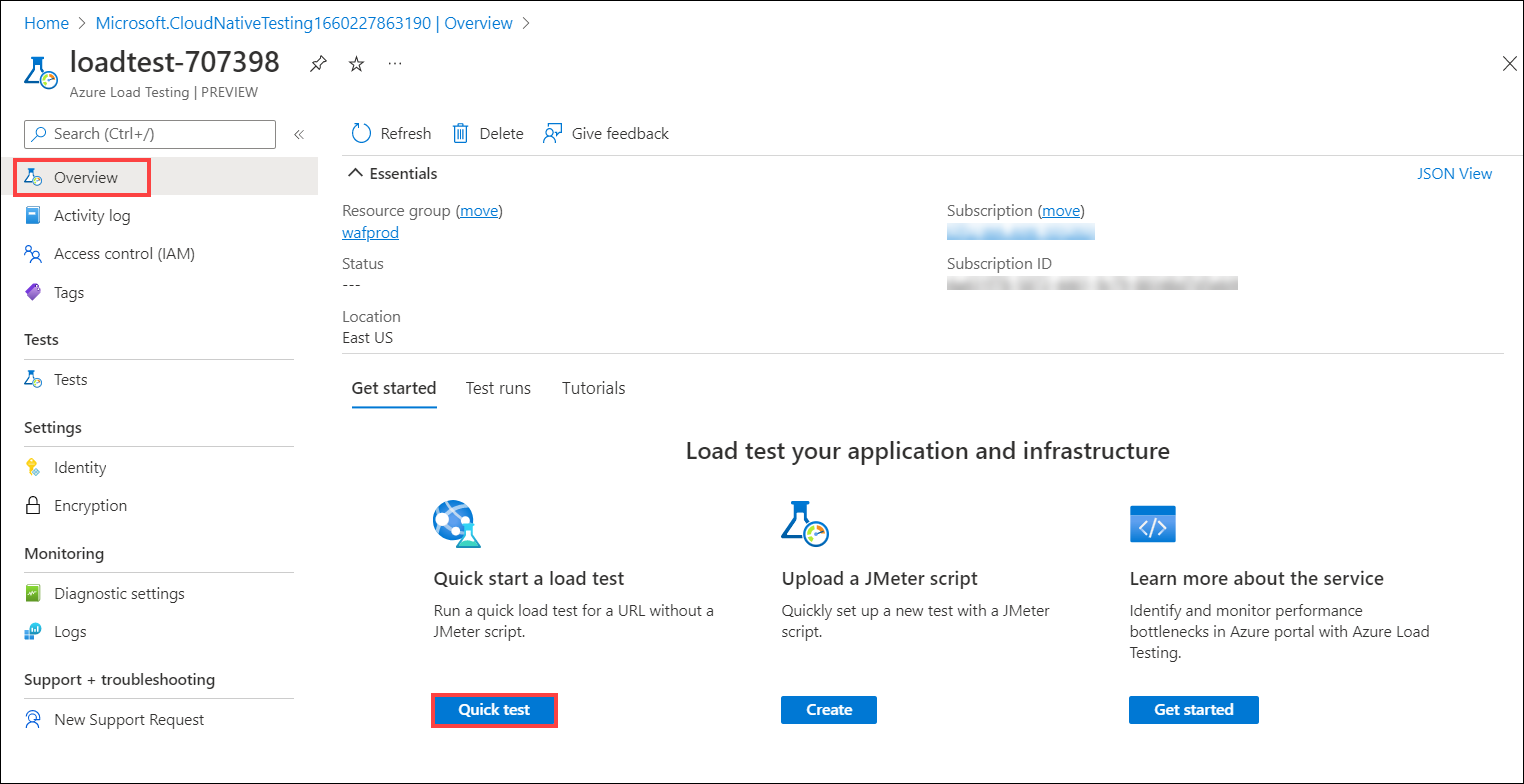 Home > Microsoft.CloudNativeTesting1660227863190 | Overview >
loadtest-707398
Azure Load Testing | PREVIEW
Search (Ctrl+/)
Overview
Activity log
Access control (IAM)
Tags
Tests
Tests
Settings
Identity
Encryption
Monitoring
Diagnostic settings
Logs
Support + troubleshooting
New Support Request
Refresh Delete Give feedback
Essentials JSON View
Resource group (move)
wafprod
Status
---
Location
East US
Subscription (move)
Subscription ID
Get started Test runs Tutorials
Load test your application and infrastructure
Quick start a load test
Run a quick load test for a URL without a
JMeter script.
Quick test
Upload a JMeter script
Quickly set up a new test with a JMeter
script.
Create
Learn more about the service
Identify and monitor performance
bottlenecks in Azure portal with Azure Load
Testing.
Get started